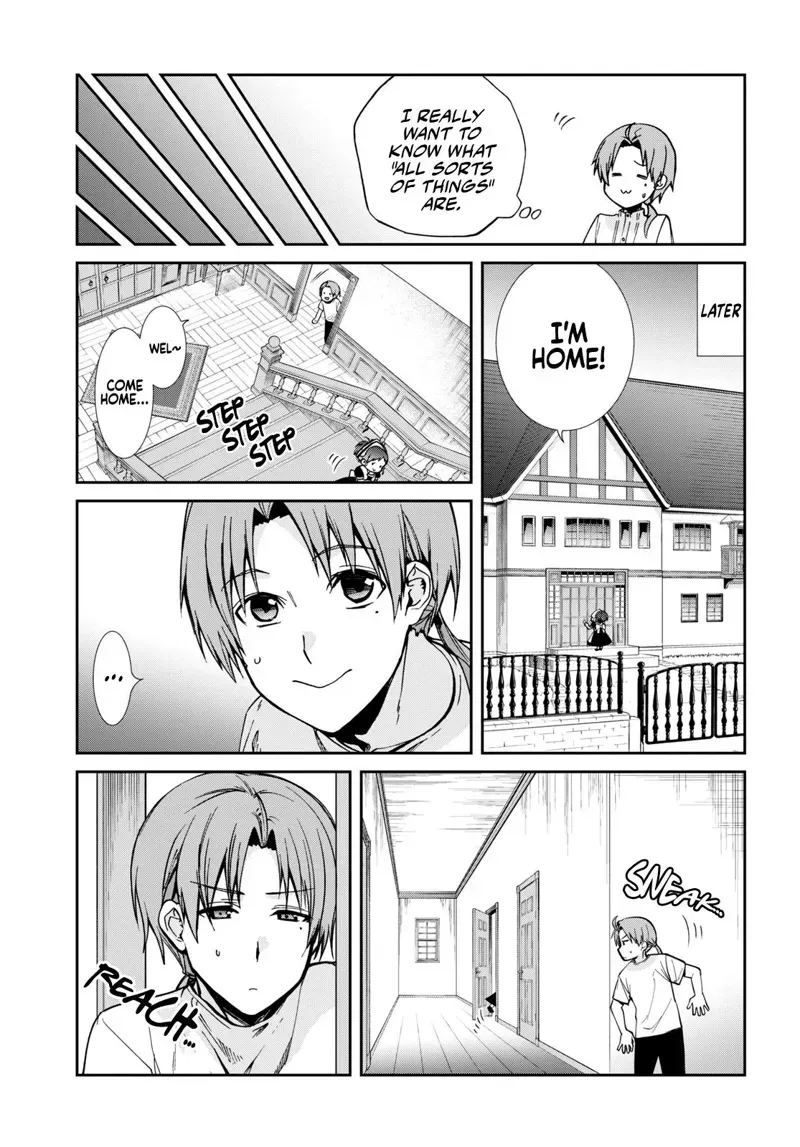 I REALLY
WANT TO
KNOW WHAT
"ALL SORTS
OF THINGS"
ARE.
LATER
I'M
HOME!
WEL~
COME
HOME...
STEP
STEP
STEP
...
SNEAK..
REACH...